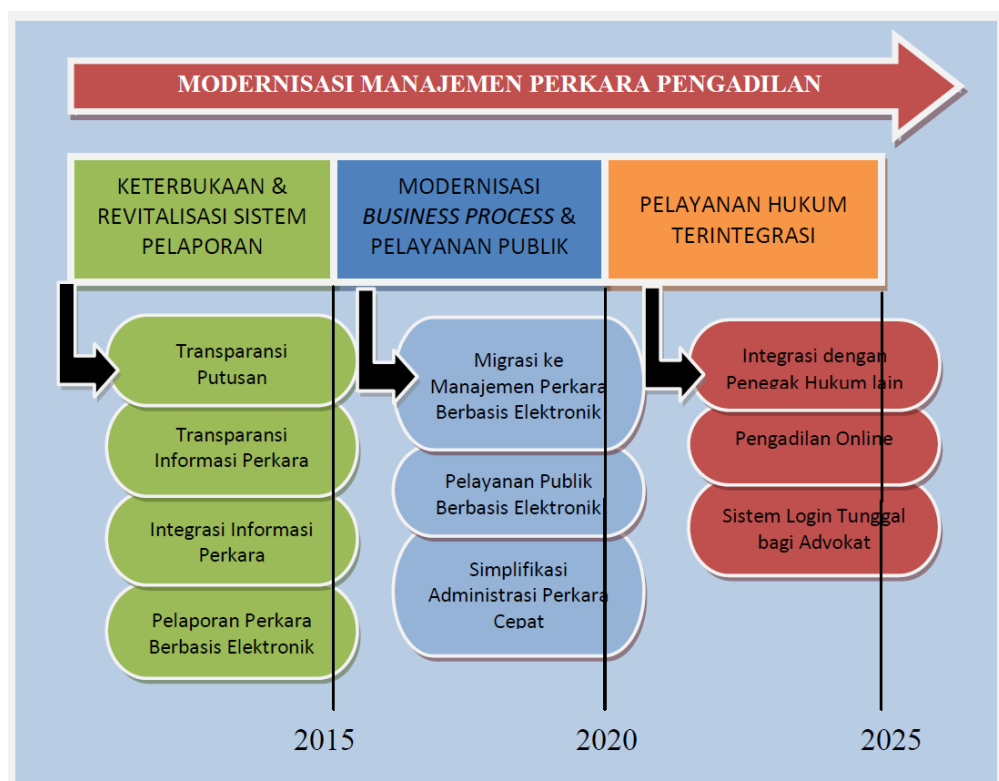 MODERNISASI MANAJEMEN PERKARA PENGADILAN
KETERBUKAAN &
REVITALISASI SISTEM
PELAPORAN
MODERNISASI
BUSINESS PROCESS &
PELAYANAN PUBLIK
PELAYANAN HUKUM
TERINTEGRASI
Transparansi
Putusan
Transparansi
Informasi Perkara
Integrasi Informasi
Perkara
Pelaporan Perkara
Berbasis Elektronik
Migrasi ke
Manajemen Perkara
Berbasis Elektronik
Pelayanan Publik
Berbasis Elektronik
Simplifikasi
Administrasi Perkara
Cepat
Integrasi dengan
Penegak Hukum lain
Pengadilan Online
Sistem Login Tunggal
bagi Advokat
2015
2020
2025